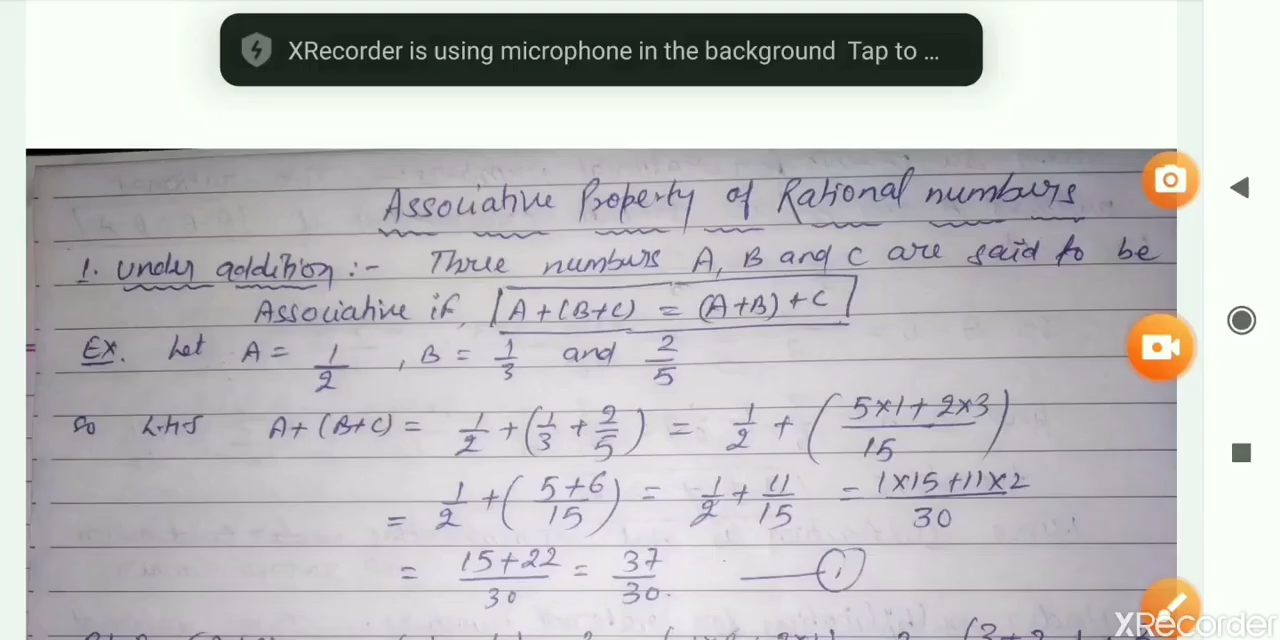 XRecorder is using microphone in the background Tap to ...
Associative Property of Rational numbers
1. Under addition :- Three numbers A, B and C are said to be
Associative if, A+(B+C) = (A+B)+C
Ex. Let A = 1/2, B = 1/3 and 2/5
So LHS A+(B+C) = 1/2 + (1/3 + 2/5) = 1/2 + (5×1+2×3/15)
= 1/2 + (5+6/15) = 1/2 + 11/15 = 1×15+11×2/30
= 15+22/30 = 37/30. — 1
XRecorder